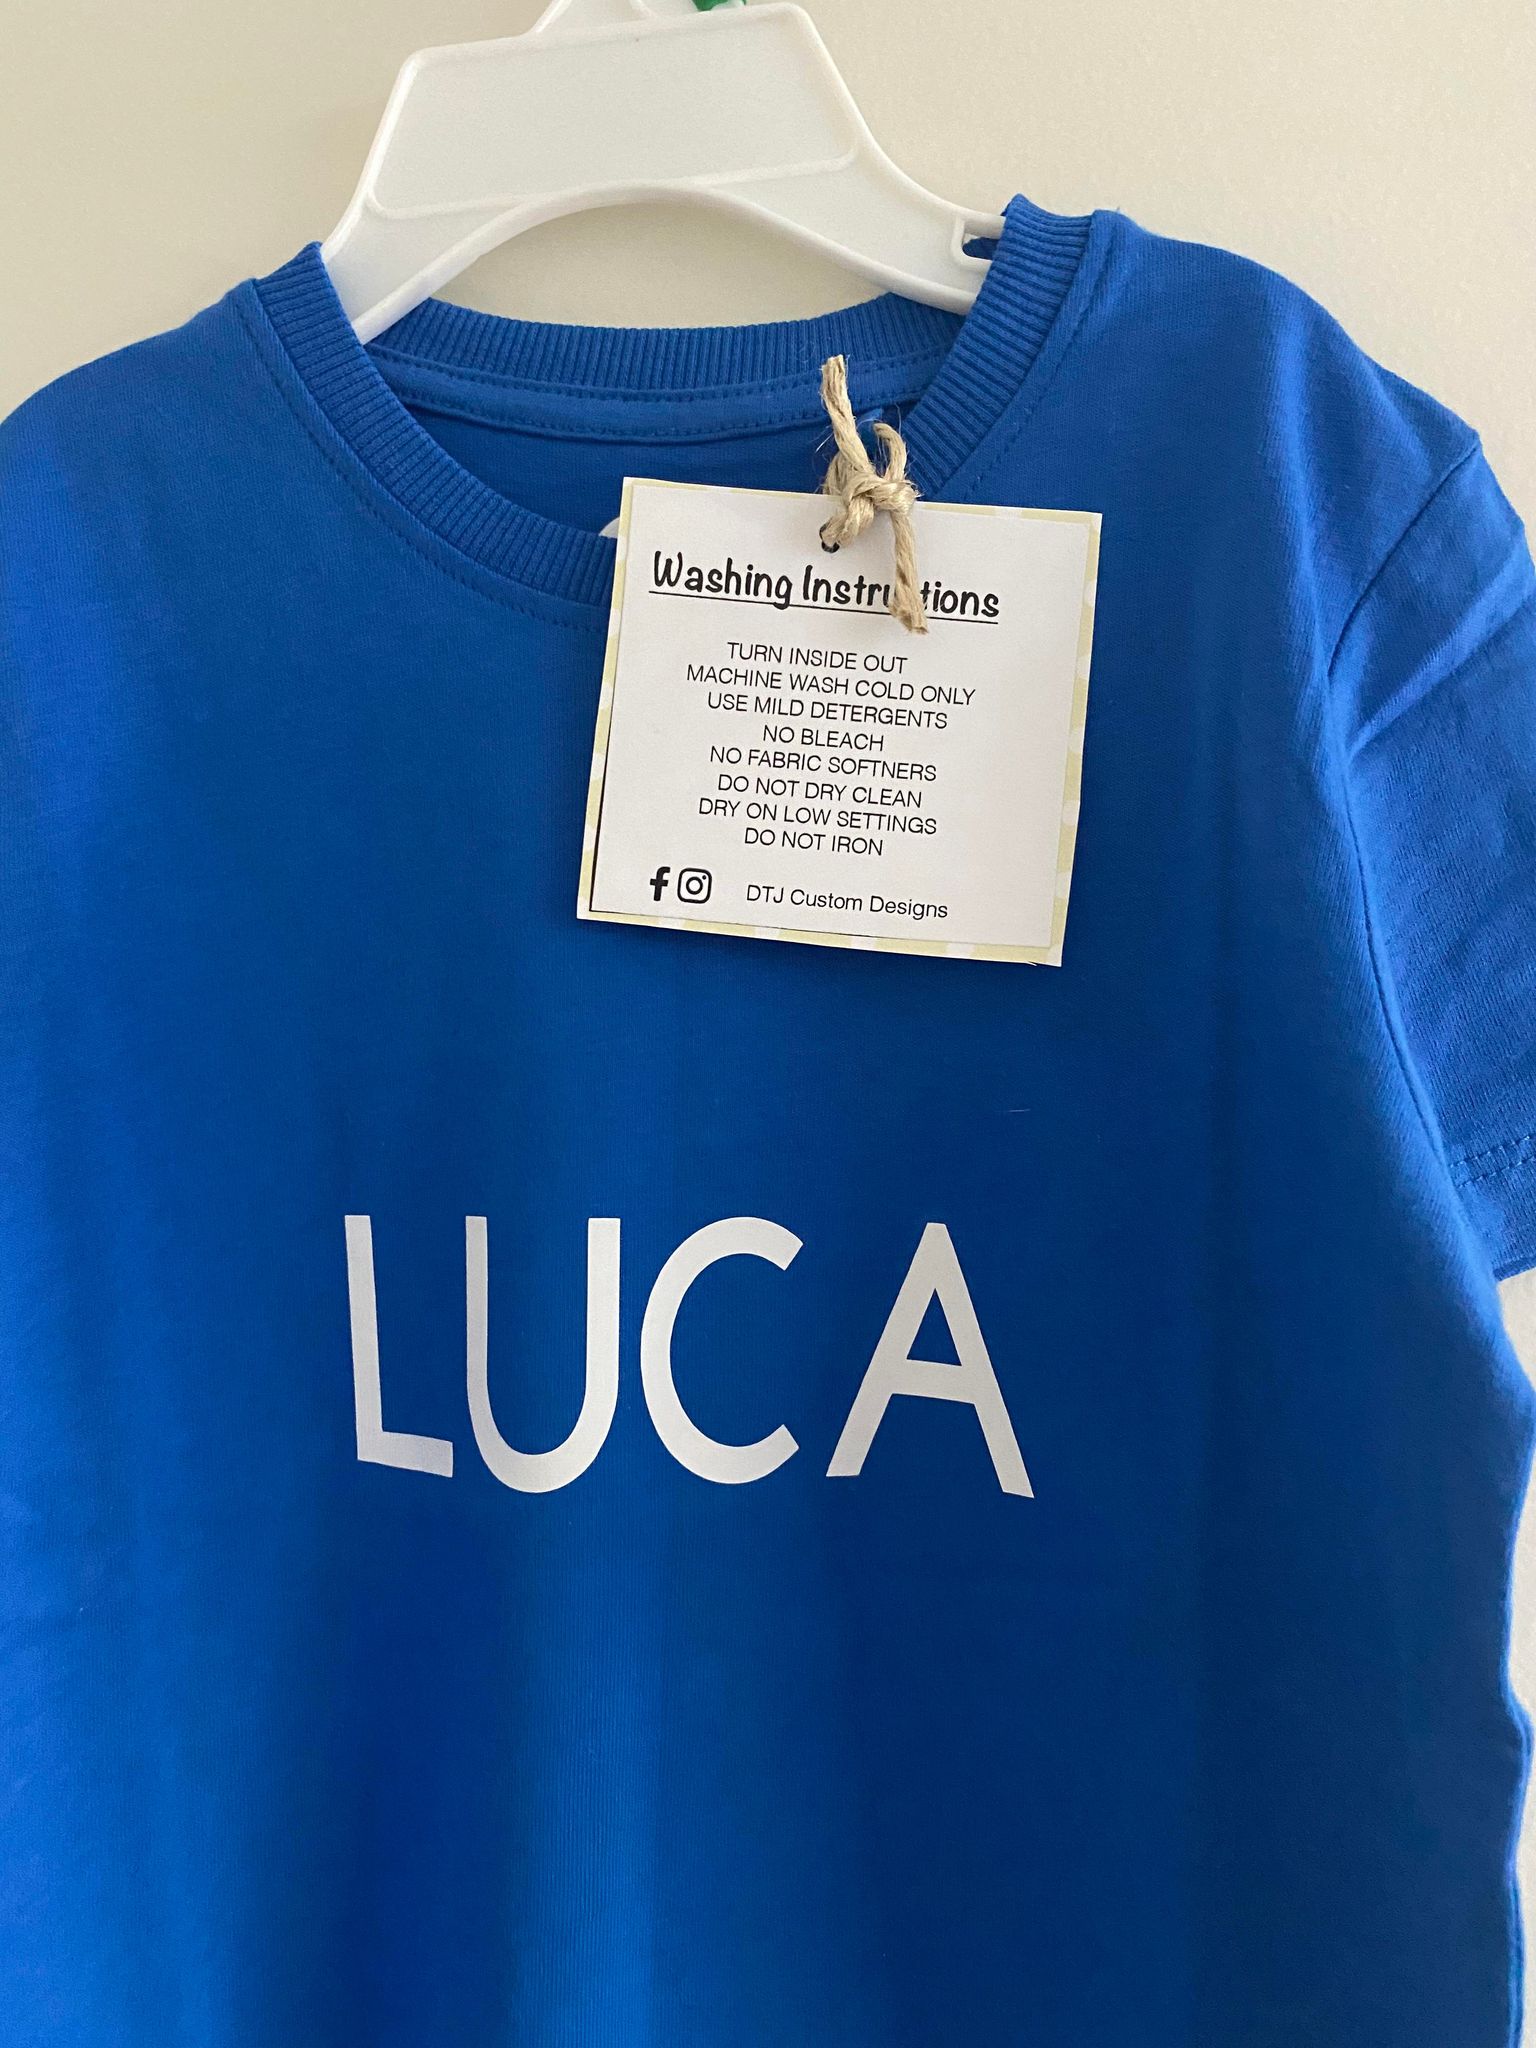 Washing Instructions
TURN INSIDE OUT
MACHINE WASH COLD ONLY
USE MILD DETERGENTS
NO BLEACH
NO FABRIC SOFTNERS
DO NOT DRY CLEAN
DRY ON LOW SETTINGS
DO NOT IRON
DTJ Custom Designs
LUCA